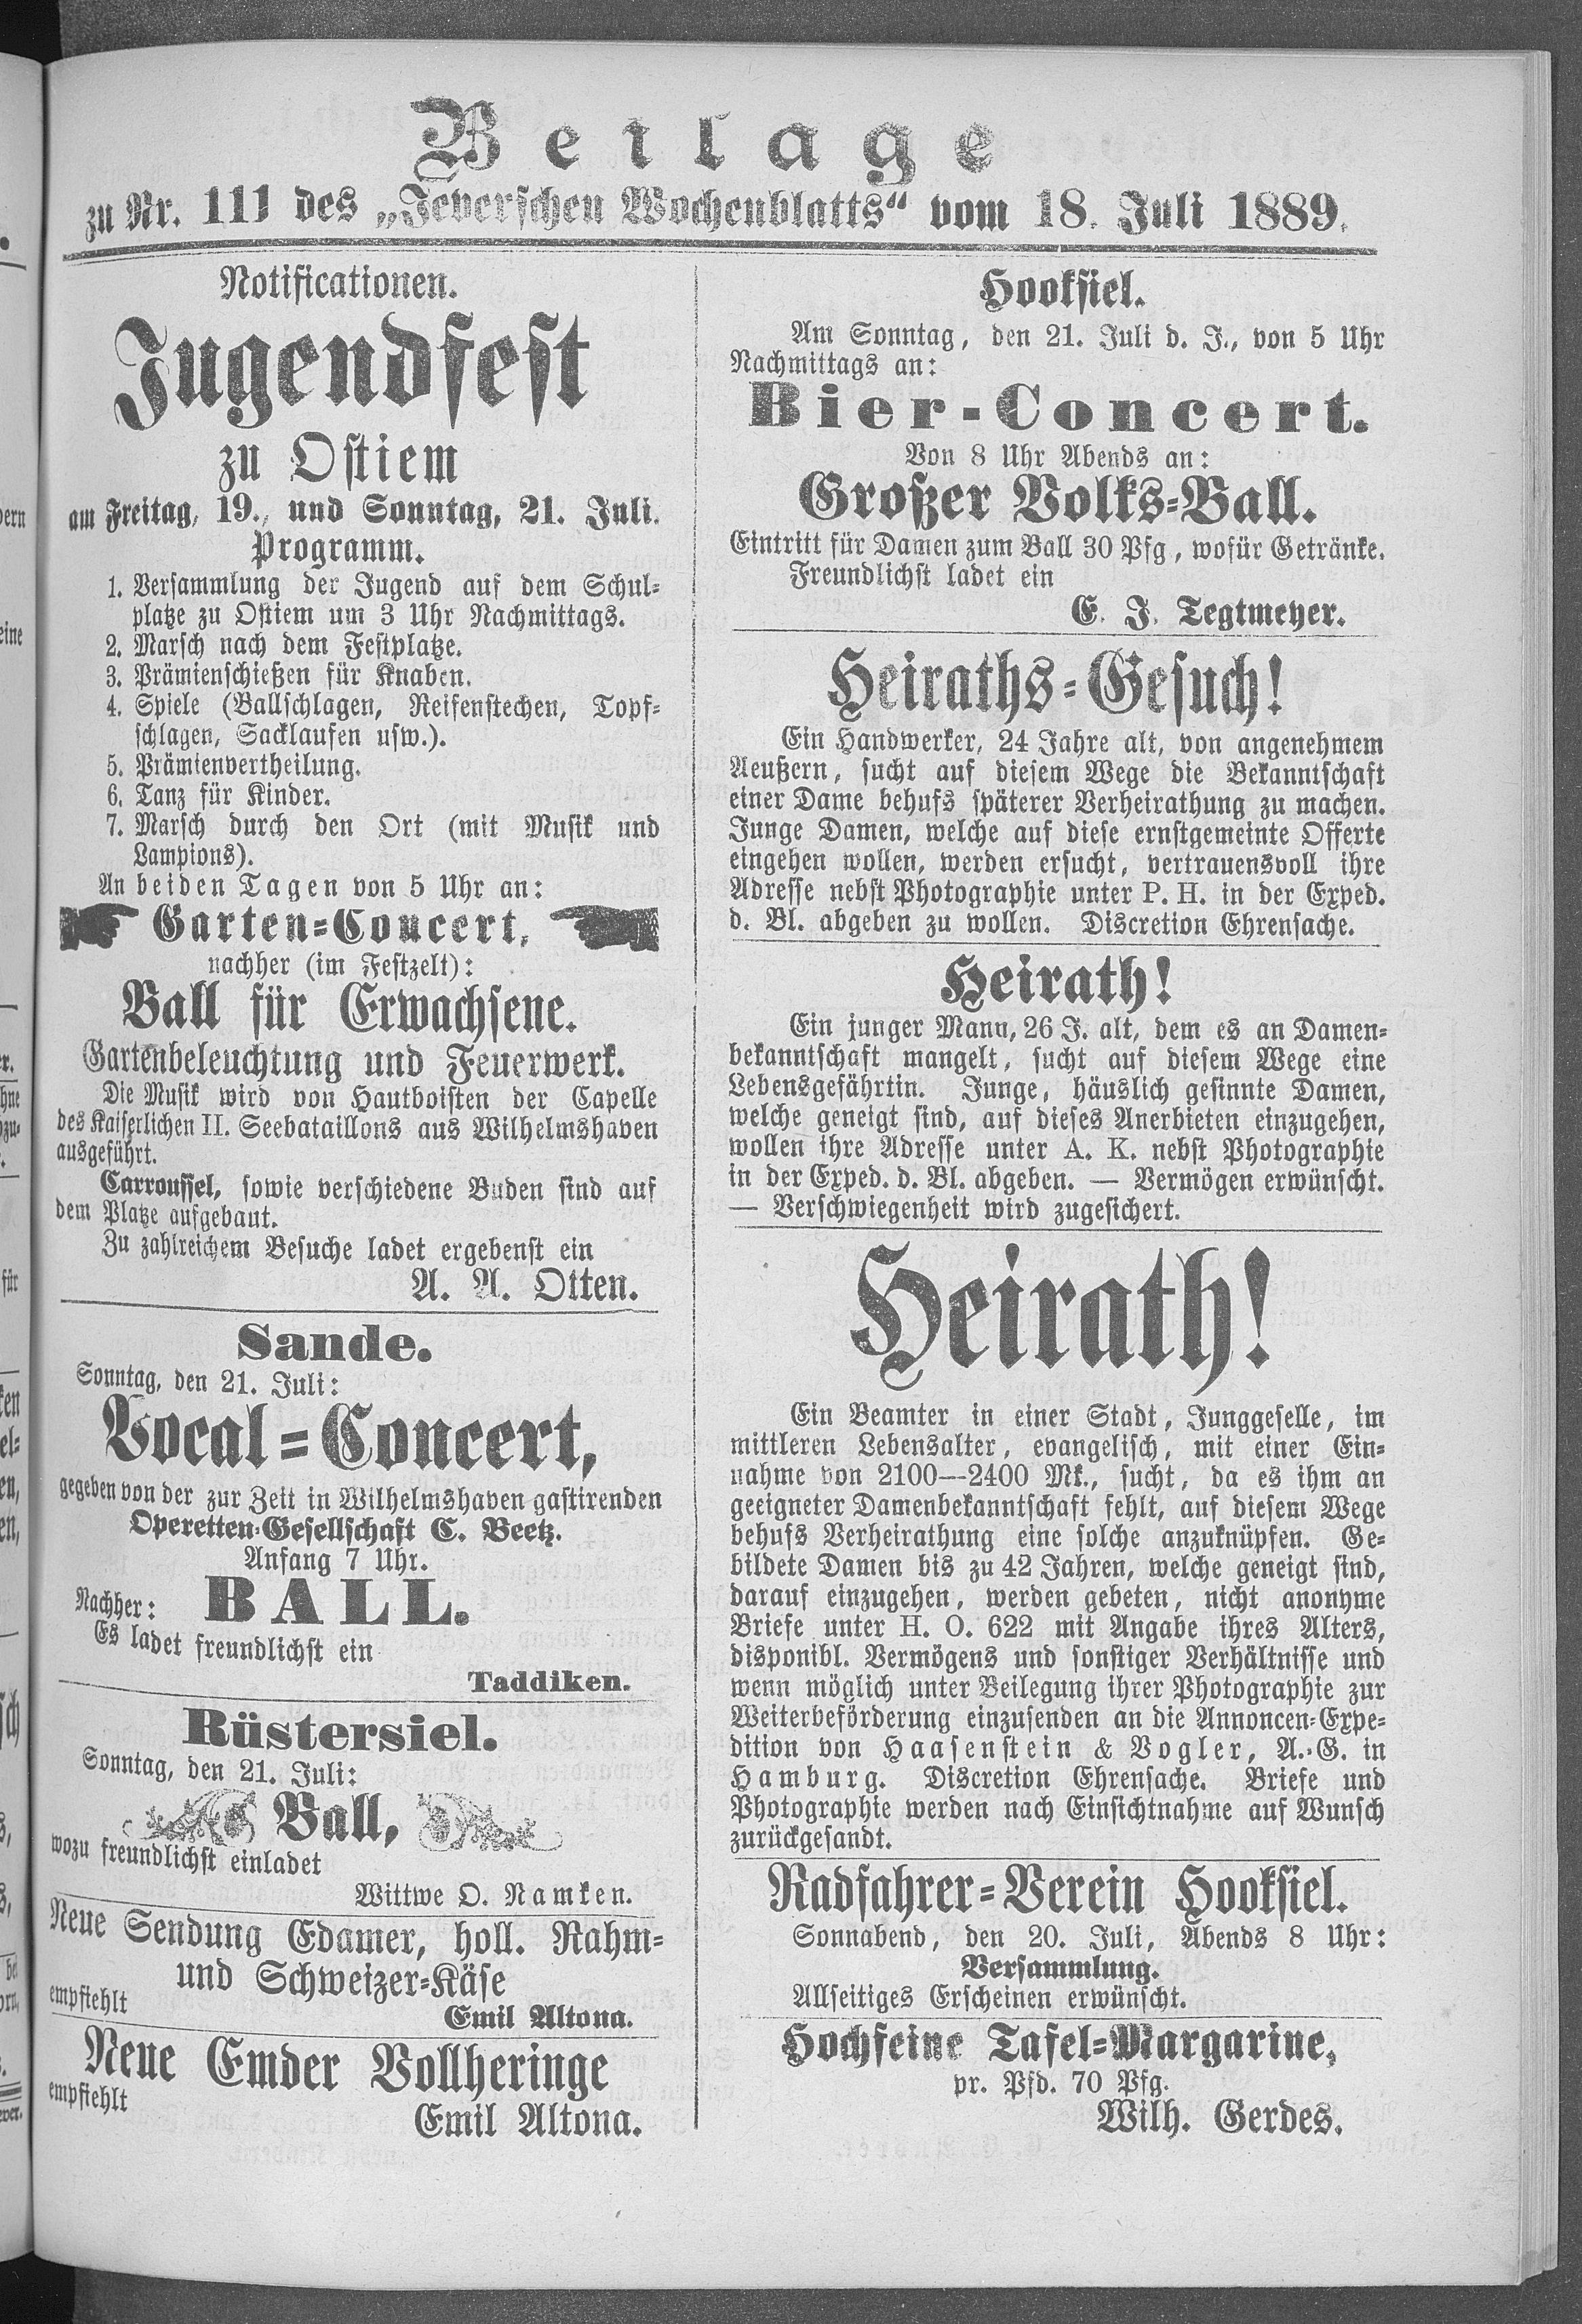 Beilage
zu Nr. 111 des „Jeverschen Wochenblatts“ vom 18. Juli 1889.
Notificationen.
Jugendfest
zu Ostiem
am Freitag, 19., und Sonntag, 21. Juli.
Programm.
1. Versammlung der Jugend auf dem Schul-
platze zu Ostiem um 3 Uhr Nachmittags.
2. Marsch nach dem Festplatze.
3. Prämienschießen für Knaben.
4. Spiele (Ballschlagen, Reifenstechen, Topf-
schlagen, Sacklaufen usw.).
5. Prämienvertheilung.
6. Tanz für Kinder.
7. Marsch durch den Ort (mit Musik und
Lampions).
An beiden Tagen von 5 Uhr an:
Garten-Concert,
nachher (im Festzelt):
Ball für Erwachsene.
Gartenbeleuchtung und Feuerwerk.
Die Musik wird von Hautboisten der Capelle
des Kaiserlichen II. Seebataillons aus Wilhelmshaven
ausgeführt.
Carroussel, sowie verschiedene Buden sind auf
dem Platze aufgebaut.
Zu zahlreichem Besuche ladet ergebenst ein
A. A. Otten.
Sande.
Sonntag, den 21. Juli:
Vocal-Concert,
gegeben von der zur Zeit in Wilhelmshaven gastirenden
Operetten-Gesellschaft C. Beetz.
Anfang 7 Uhr.
Nachher: BALL.
Es ladet freundlichst ein
Taddiken.
Rüstersiel.
Sonntag, den 21. Juli:
Ball,
wozu freundlichst einladet
Wittwe O. Namken.
Neue Sendung Edamer, holl. Rahm-
und Schweizer-Käse
empfiehlt
Emil Altona.
Neue Emder Vollheringe
empfiehlt
Emil Altona.
Hooksiel.
Am Sonntag, den 21. Juli d. J., von 5 Uhr
Nachmittags an:
Bier-Concert.
Von 8 Uhr Abends an:
Großer Volks-Ball.
Eintritt für Damen zum Ball 30 Pfg, wofür Getränke.
Freundlichst ladet ein
E. J. Tegtmeyer.
Heiraths-Gesuch!
Ein Handwerker, 24 Jahre alt, von angenehmem
Aeußern, sucht auf diesem Wege die Bekanntschaft
einer Dame behufs späterer Verheirathung zu machen.
Junge Damen, welche auf diese ernstgemeinte Offerte
eingehen wollen, werden ersucht, vertrauensvoll ihre
Adresse nebst Photographie unter P. H. in der Exped.
d. Bl. abgeben zu wollen. Discretion Ehrensache.
Heirath!
Ein junger Mann, 26 J. alt, dem es an Damen-
bekanntschaft mangelt, sucht auf diesem Wege eine
Lebensgefährtin. Junge, häuslich gesinnte Damen,
welche geneigt sind, auf dieses Anerbieten einzugehen,
wollen ihre Adresse unter A. K. nebst Photographie
in der Exped. d. Bl. abgeben. — Vermögen erwünscht.
— Verschwiegenheit wird zugesichert.
Heirath!
Ein Beamter in einer Stadt, Junggeselle, im
mittleren Lebensalter, evangelisch, mit einer Ein-
nahme von 2100—2400 Mk., sucht, da es ihm an
geeigneter Damenbekanntschaft fehlt, auf diesem Wege
behufs Verheirathung eine solche anzuknüpfen. Ge-
bildete Damen bis zu 42 Jahren, welche geneigt sind,
darauf einzugehen, werden gebeten, nicht anonyme
Briefe unter H. O. 622 mit Angabe ihres Alters,
disponibl. Vermögens und sonstiger Verhältnisse und
wenn möglich unter Beilegung ihrer Photographie zur
Weiterbeförderung einzusenden an die Annoncen-Expe-
dition von Haasenstein & Vogler, A.-G. in
Hamburg. Discretion Ehrensache. Briefe und
Photographie werden nach Einsichtnahme auf Wunsch
zurückgesandt.
Radfahrer-Verein Hooksiel.
Sonnabend, den 20. Juli, Abends 8 Uhr:
Versammlung.
Allseitiges Erscheinen erwünscht.
Hochfeine Tafel-Margarine,
pr. Pfd. 70 Pfg.
Wilh. Gerdes.